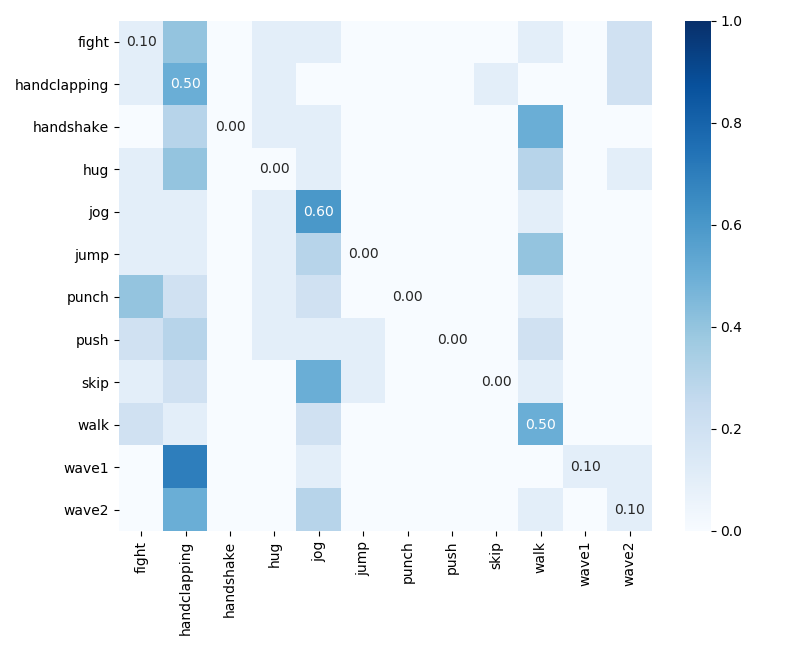 1.0
fight 0.10
handclapping 0.50
0.8
handshake 0.00
hug 0.00
0.6
jog 0.60
jump 0.00
punch 0.00
0.4
push 0.00
skip 0.00
0.2
walk 0.50
wave1 0.10
wave2 0.10
0.0
fight handclapping handshake hug jog jump punch push skip walk wave1 wave2